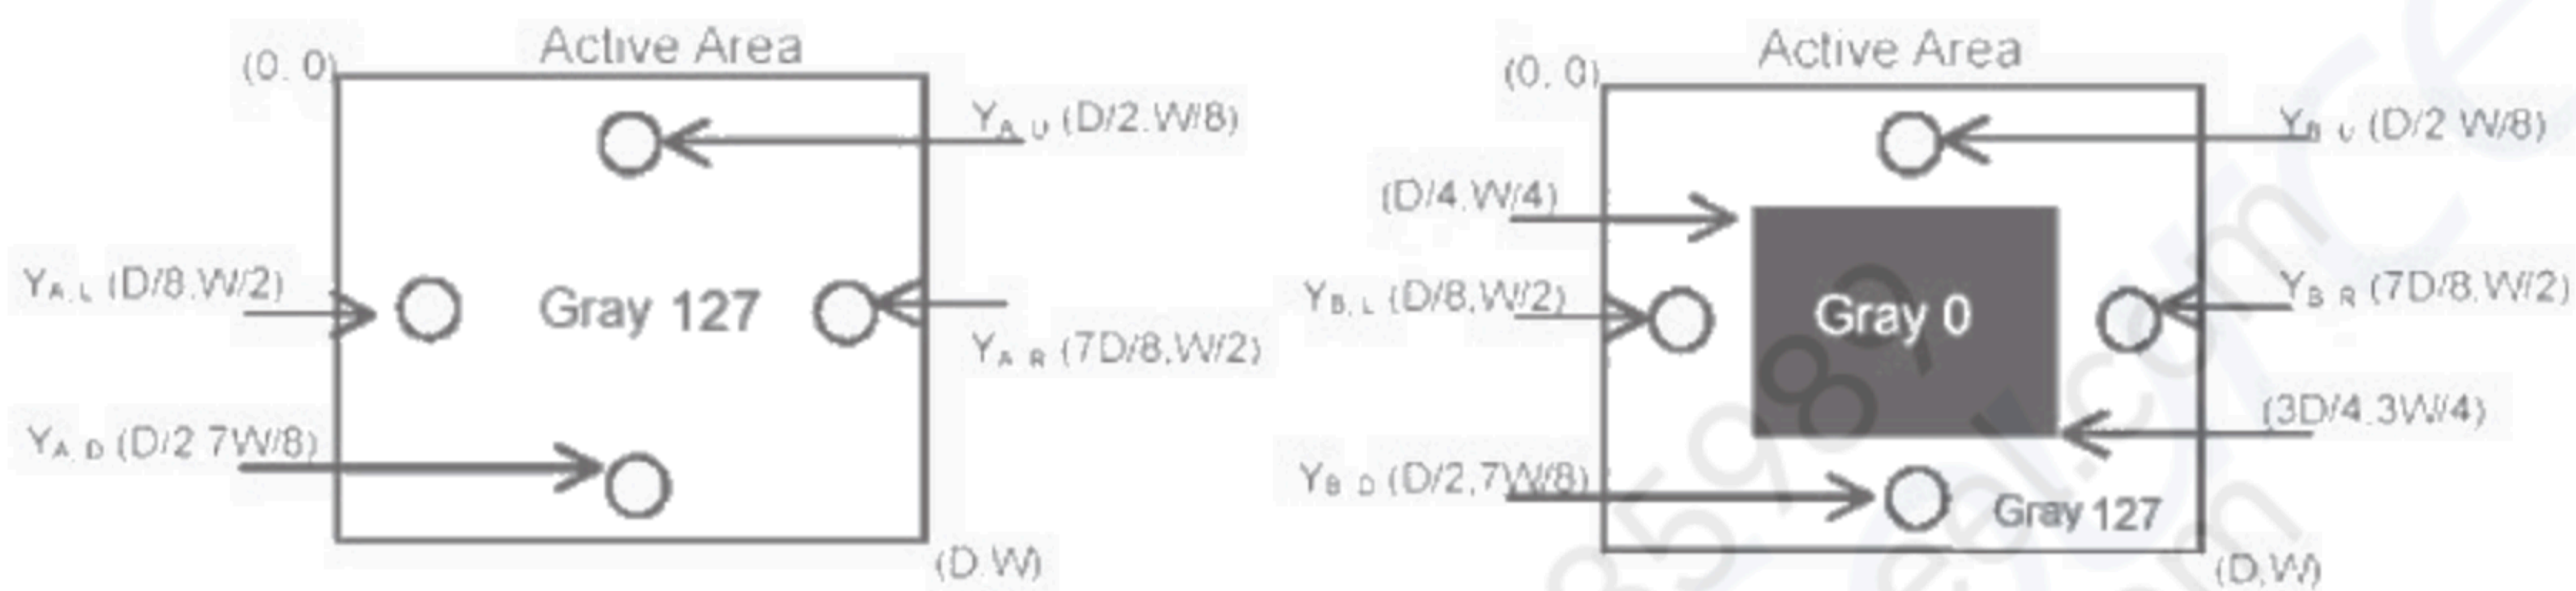 Active Area
(0, 0)
YA,U (D/2,W/8)
YA,L (D/8,W/2)
Gray 127
YA,R (7D/8,W/2)
YA,D (D/2,7W/8)
(D,W)
Active Area
(0, 0)
YB,U (D/2 W/8)
(D/4,W/4)
YB,L (D/8,W/2)
Gray 0
YB,R (7D/8,W/2)
(3D/4,3W/4)
YB,D (D/2,7W/8)
Gray 127
(D,W)